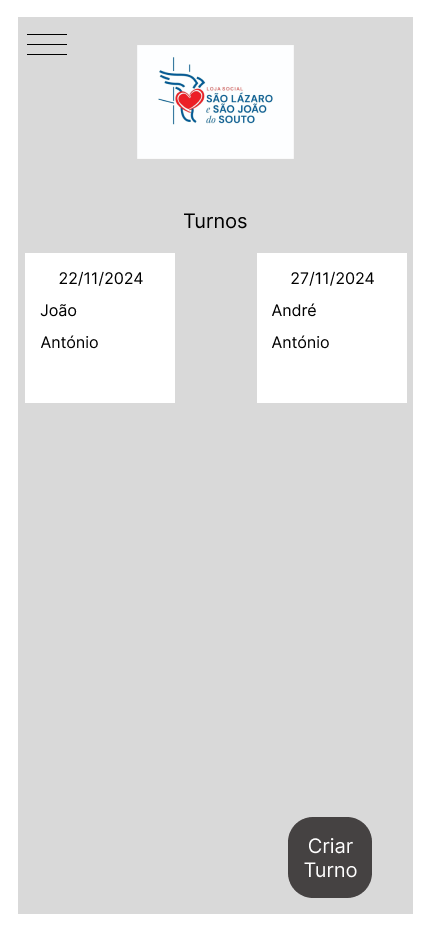 LOJA SOCIAL
SÃO LÁZARO
e SÃO JOÃO
do SOUTO
Turnos
22/11/2024
João
António
27/11/2024
André
António
Criar
Turno